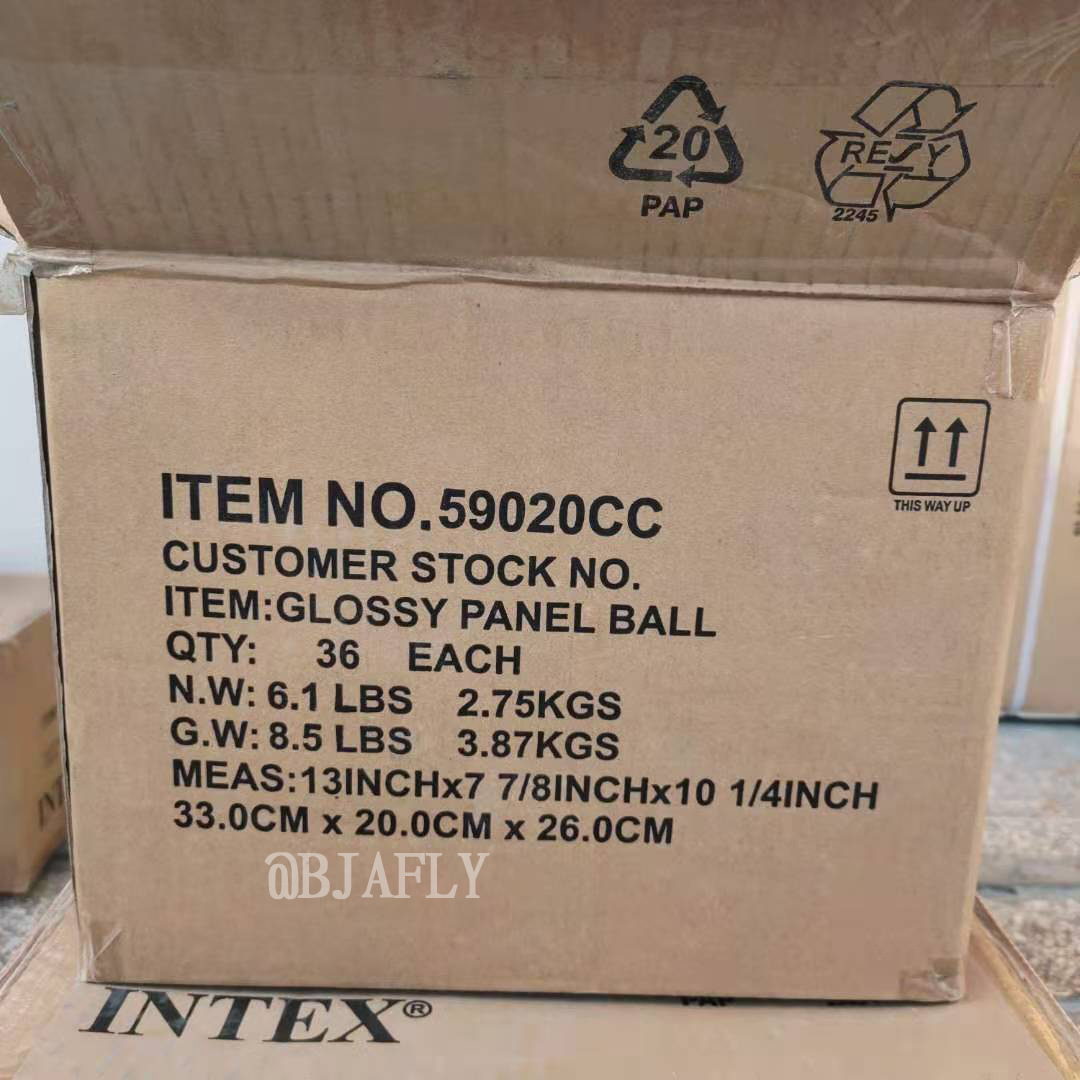 20
PAP
RESY
2245
THIS WAY UP
ITEM NO.59020CC
CUSTOMER STOCK NO.
ITEM:GLOSSY PANEL BALL
QTY: 36 EACH
N.W: 6.1 LBS 2.75KGS
G.W: 8.5 LBS 3.87KGS
MEAS:13INCHx7 7/8INCHx10 1/4INCH
33.0CM x 20.0CM x 26.0CM
@BJAFLY
INTEX®
PAP